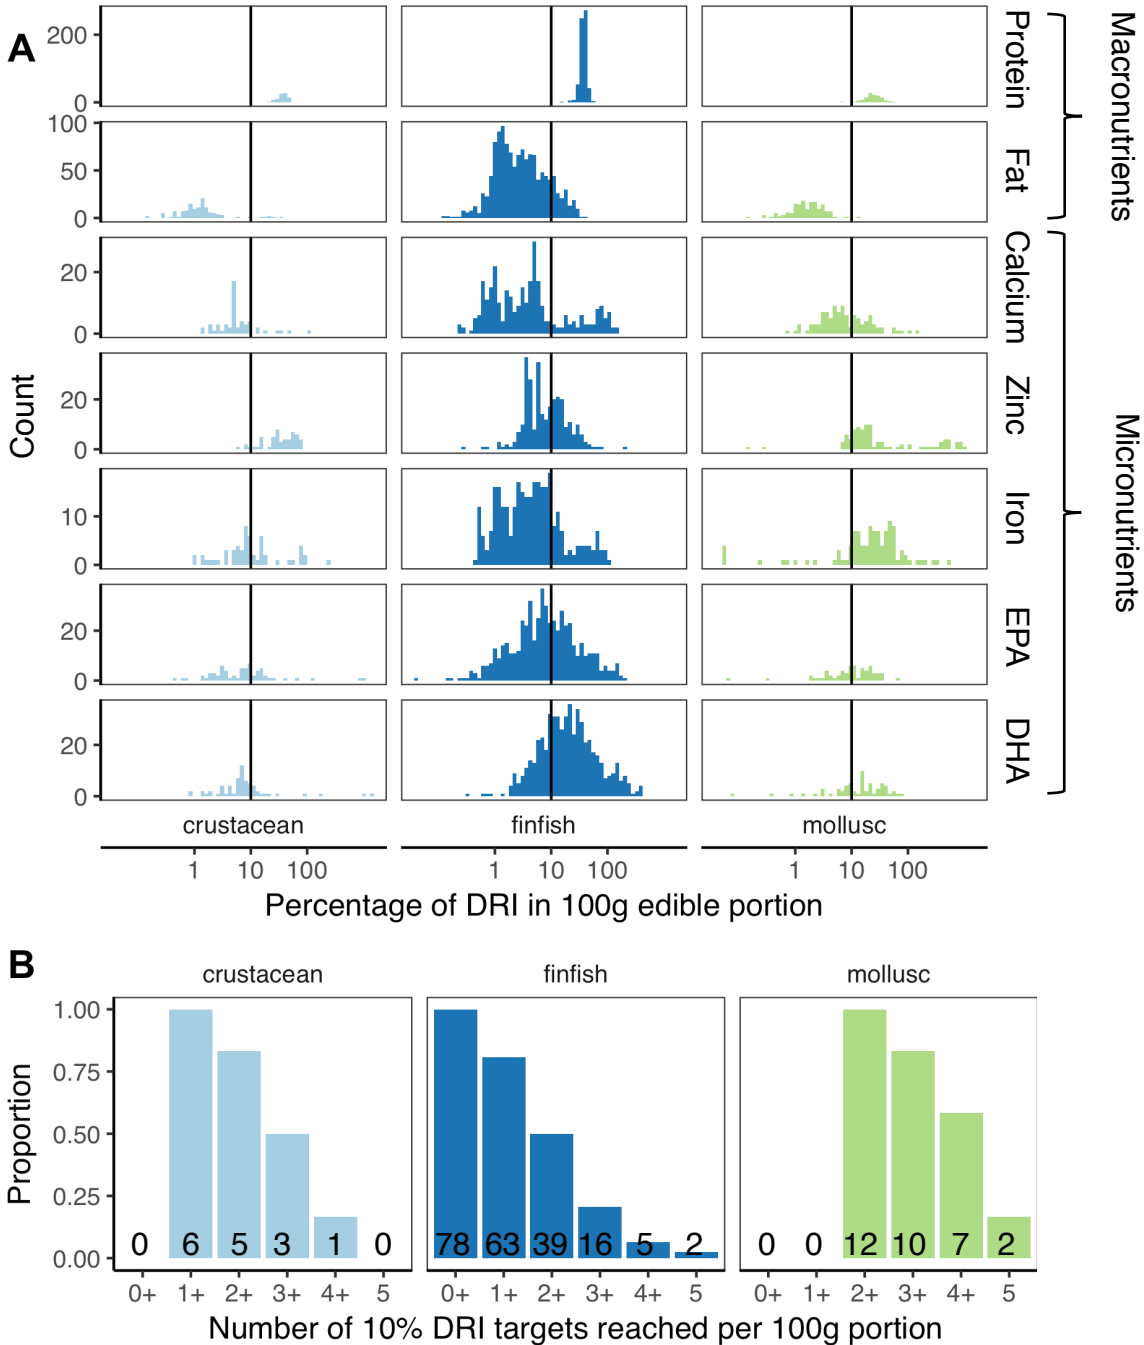 A
200
0
Protein
Macronutrients
100
50
0
Fat
20
0
Calcium
Count
20
0
Zinc
Micronutrients
10
0
Iron
20
0
EPA
20
0
DHA
crustacean finfish mollusc
1 10 100 1 10 100 1 10 100
Percentage of DRI in 100g edible portion
B
crustacean finfish mollusc
Proportion
1.00
0.75
0.50
0.25
0.00
0 6 5 3 1 0 78 63 39 16 5 2 0 0 12 10 7 2
0+ 1+ 2+ 3+ 4+ 5 0+ 1+ 2+ 3+ 4+ 5 0+ 1+ 2+ 3+ 4+ 5
Number of 10% DRI targets reached per 100g portion